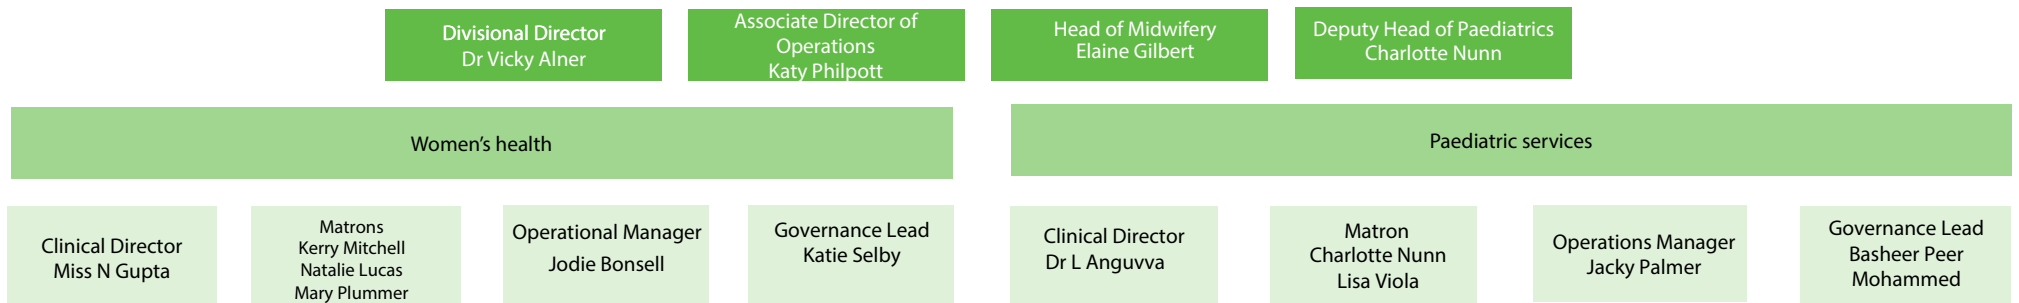 Divisional Director
Dr Vicky Alner
Associate Director of
Operations
Katy Philpott
Head of Midwifery
Elaine Gilbert
Deputy Head of Paediatrics
Charlotte Nunn
Women’s health
Paediatric services
Clinical Director
Miss N Gupta
Matrons
Kerry Mitchell
Natalie Lucas
Mary Plummer
Operational Manager
Jodie Bonsell
Governance Lead
Katie Selby
Clinical Director
Dr L Anguvva
Matron
Charlotte Nunn
Lisa Viola
Operations Manager
Jacky Palmer
Governance Lead
Basheer Peer
Mohammed